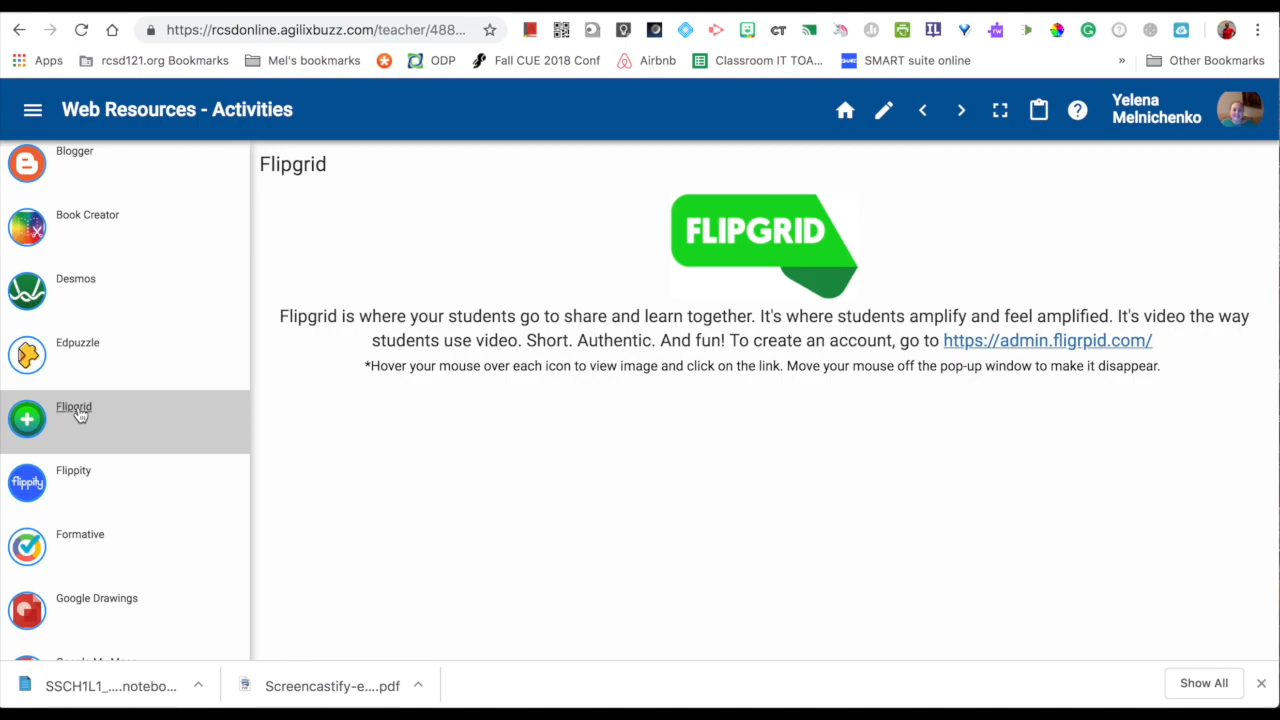 https://rcsdonline.agilixbuzz.com/teacher/488...
Apps rcsd121.org Bookmarks Mel's bookmarks ODP Fall CUE 2018 Conf Airbnb Classroom IT TOA... SMART suite online » Other Bookmarks
Web Resources - Activities
Yelena
Melnichenko
Blogger
Book Creator
Desmos
Edpuzzle
Flipgrid
flippity
Flippity
Formative
Google Drawings
Flipgrid
FLIPGRID
Flipgrid is where your students go to share and learn together. It's where students amplify and feel amplified. It's video the way
students use video. Short. Authentic. And fun! To create an account, go to https://admin.fligrpid.com/
*Hover your mouse over each icon to view image and click on the link. Move your mouse off the pop-up window to make it disappear.
SSCH1L1_....notebo...
Screencastify-e....pdf
Show All